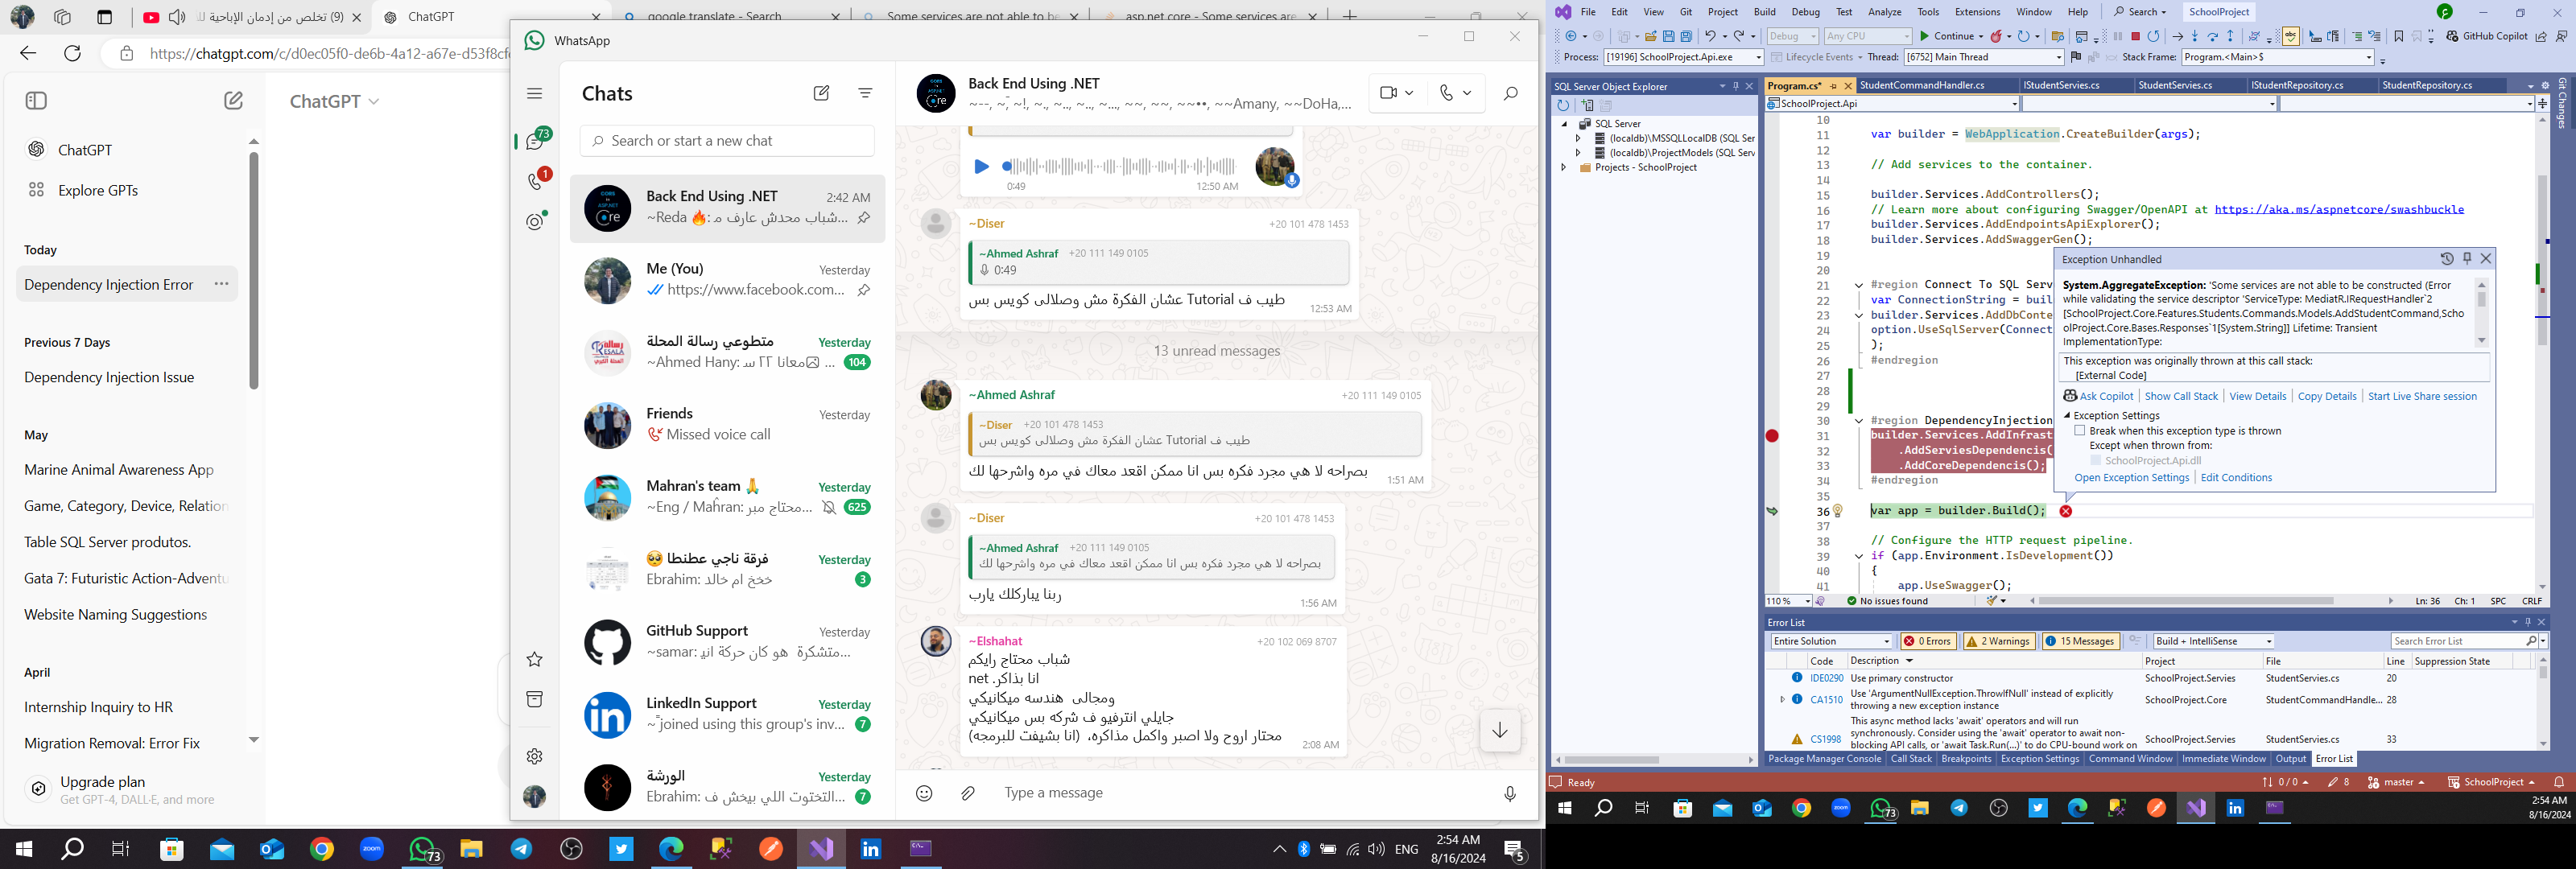 (9) تخلص من إدمان الإباحية لل
ChatGPT
google translate - Search
Some services are not able to be
asp.net core - Some services are
https://chatgpt.com/c/d0ec05f0-de6b-4a12-a67e-d53f8cf
ChatGPT
ChatGPT
Explore GPTs
Today
Dependency Injection Error
Previous 7 Days
Dependency Injection Issue
May
Marine Animal Awareness App
Game, Category, Device, Relation
Table SQL Server produtos.
Gata 7: Futuristic Action-Adventu
Website Naming Suggestions
April
Internship Inquiry to HR
Migration Removal: Error Fix
Upgrade plan
Get GPT-4, DALL·E, and more
WhatsApp
73
1
Chats
Search or start a new chat
Back End Using .NET 2:42 AM
~Reda 🔥: شباب محدش عارف م...
Me (You) Yesterday
https://www.facebook.com...
متطوعي رسالة المحلة Yesterday
~Ahmed Hany: معانا ٢٢ سـ ... 104
Friends Yesterday
Missed voice call
Mahran's team 🙏 Yesterday
~Eng / Mahran: محتاج مبر... 625
فرقة ناجي عطنطا 🥺 Yesterday
Ebrahim: خخخ ام خالد 3
GitHub Support Yesterday
~samar: متشكرة هو كان حركة اني...
LinkedIn Support Yesterday
joined using this group's inv... 7
الورشة Yesterday
Ebrahim: التختوت اللي بيخش ف... 7
Back End Using .NET
~--, ~, ~!, ~., ~.., ~.., ~..., ~~, ~~, ~~••, ~~Amany, ~~DoHa,...
0:49 12:50 AM
~Diser +20 101 478 1453
~Ahmed Ashraf +20 111 149 0105
0:49
طيب ف Tutorial عشان الفكرة مش وصلالى كويس بس
12:53 AM
13 unread messages
~Ahmed Ashraf +20 111 149 0105
~Diser +20 101 478 1453
طيب ف Tutorial عشان الفكرة مش وصلالى كويس بس
بصراحه لا هي مجرد فكره بس انا ممكن اقعد معاك في مره واشرحها لك
1:51 AM
~Diser +20 101 478 1453
~Ahmed Ashraf +20 111 149 0105
بصراحه لا هي مجرد فكره بس انا ممكن اقعد معاك في مره واشرحها لك
ربنا يباركلك يارب
1:56 AM
~Elshahat +20 102 069 8707
شباب محتاج رايكم
انا بذاكر. net
ومجالى هندسه ميكانيكي
جايلي انترفيو ف شركه بس ميكانيكي
محتار اروح ولا اصبر واكمل مذاكره، (انا بشيفت للبرمجه)
2:08 AM
Type a message
73
ENG
2:54 AM
8/16/2024
5
File Edit View Git Project Build Debug Test Analyze Tools Extensions Window Help Search SchoolProject
Debug Any CPU Continue GitHub Copilot
Process: [19196] SchoolProject.Api.exe Lifecycle Events Thread: [6752] Main Thread Stack Frame: Program.<Main>$
SQL Server Object Explorer
SQL Server
(localdb)\MSSQLLocalDB (SQL Ser
(localdb)\ProjectModels (SQL Serv
Projects - SchoolProject
Program.cs* StudentCommandHandler.cs IStudentServies.cs StudentServies.cs IStudentRepository.cs StudentRepository.cs
Git Changes
SchoolProject.Api
10
11 var builder = WebApplication.CreateBuilder(args);
12
13 // Add services to the container.
14
15 builder.Services.AddControllers();
16 // Learn more about configuring Swagger/OpenAPI at https://aka.ms/aspnetcore/swashbuckle
17 builder.Services.AddEndpointsApiExplorer();
18 builder.Services.AddSwaggerGen();
19
20
21 #region Connect To SQL Serv
22 var ConnectionString = buil
23 builder.Services.AddDbConte
24 option.UseSqlServer(Connect
25 );
26 #endregion
27
28
29
30 #region DependencyInjection
31 builder.Services.AddInfrast
32 .AddServiesDependencis(
33 .AddCoreDependencis();
34 #endregion
35
36 var app = builder.Build();
37
38 // Configure the HTTP request pipeline.
39 if (app.Environment.IsDevelopment())
40 {
41 app.UseSwagger();
Exception Unhandled
System.AggregateException: 'Some services are not able to be constructed (Error
while validating the service descriptor 'ServiceType: MediatR.IRequestHandler`2
[SchoolProject.Core.Features.Students.Commands.Models.AddStudentCommand,Scho
olProject.Core.Bases.Responses`1[System.String]] Lifetime: Transient
ImplementationType:
This exception was originally thrown at this call stack:
[External Code]
Ask Copilot | Show Call Stack | View Details | Copy Details | Start Live Share session
Exception Settings
Break when this exception type is thrown
Except when thrown from:
SchoolProject.Api.dll
Open Exception Settings | Edit Conditions
110 % No issues found Ln: 36 Ch: 1 SPC CRLF
Error List
Entire Solution 0 Errors 2 Warnings 15 Messages Build + IntelliSense Search Error List
Code Description Project File Line Suppression State
IDE0290 Use primary constructor SchoolProject.Servies StudentServies.cs 20
CA1510 Use 'ArgumentNullException.ThrowIfNull' instead of explicitly throwing a new exception instance SchoolProject.Core StudentCommandHandle... 28
CS1998 This async method lacks 'await' operators and will run synchronously. Consider using the 'await' operator to await non-blocking API calls, or 'await Task.Run(...)' to do CPU-bound work on SchoolProject.Servies StudentServies.cs 33
Package Manager Console Call Stack Breakpoints Exception Settings Command Window Immediate Window Output Error List
Ready 0 / 0 8 master SchoolProject
73
2:54 AM
8/16/2024